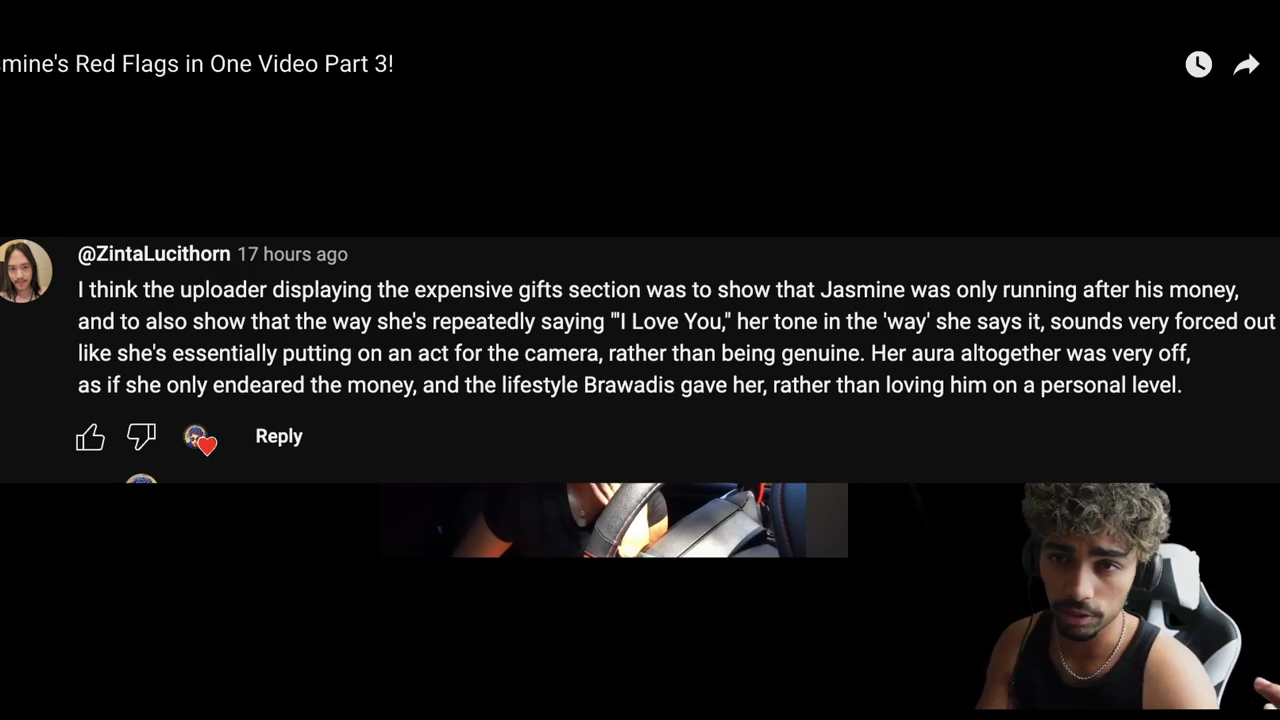 smine's Red Flags in One Video Part 3!
@ZintaLucithorn 17 hours ago
I think the uploader displaying the expensive gifts section was to show that Jasmine was only running after his money,
and to also show that the way she's repeatedly saying "'I Love You," her tone in the 'way' she says it, sounds very forced out
like she's essentially putting on an act for the camera, rather than being genuine. Her aura altogether was very off,
as if she only endeared the money, and the lifestyle Brawadis gave her, rather than loving him on a personal level.
Reply